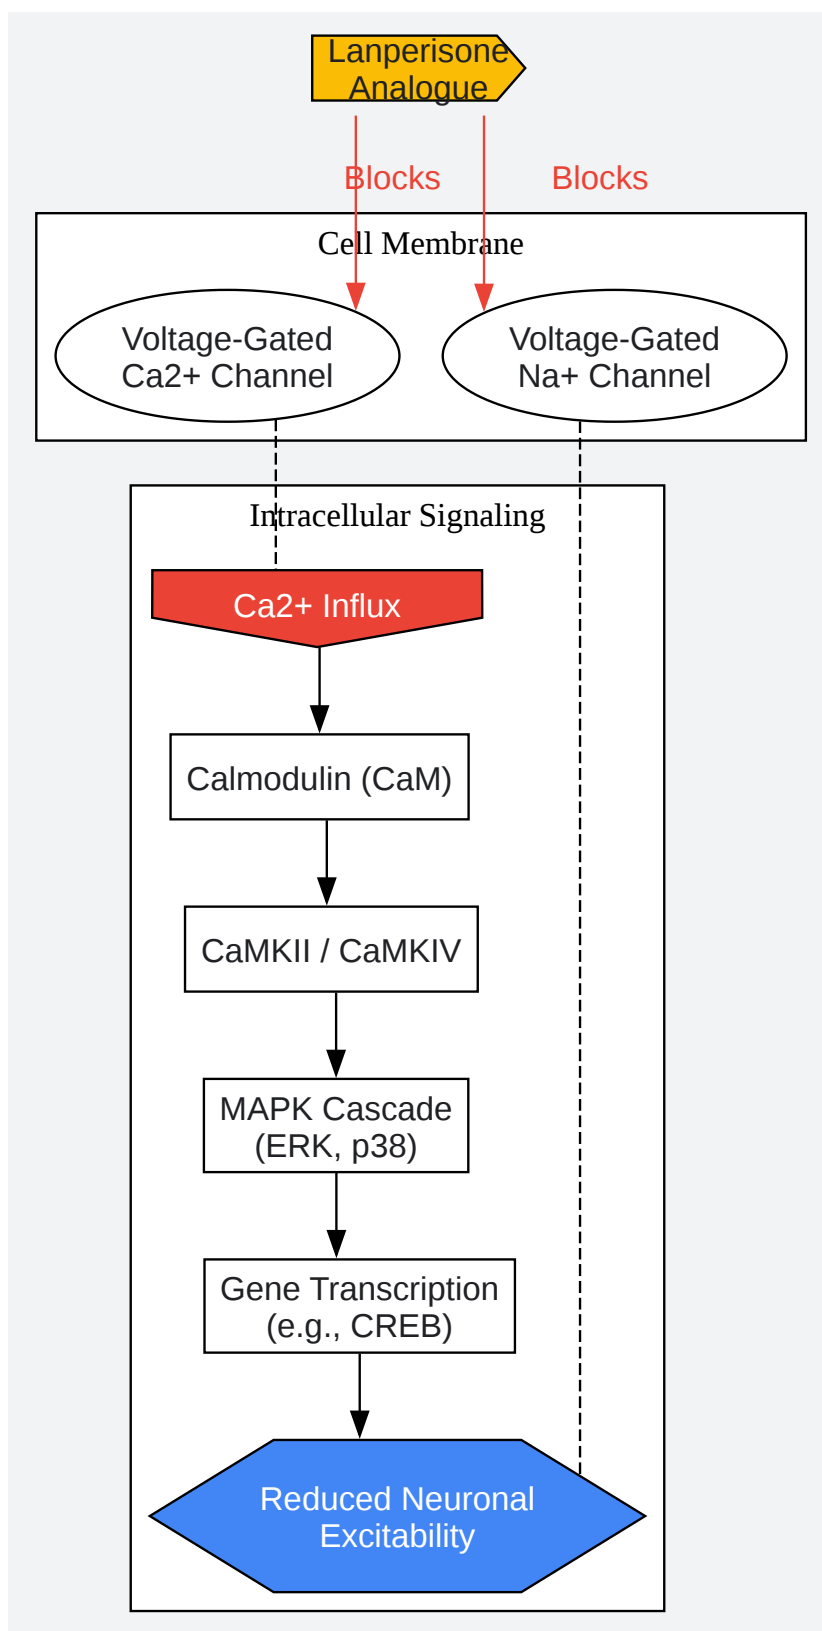 Lanperisone
Analogue
Blocks
Blocks
Cell Membrane
Voltage-Gated
Ca2+ Channel
Voltage-Gated
Na+ Channel
Intracellular Signaling
Ca2+ Influx
Calmodulin (CaM)
CaMKII / CaMKIV
MAPK Cascade
(ERK, p38)
Gene Transcription
(e.g., CREB)
Reduced Neuronal
Excitability